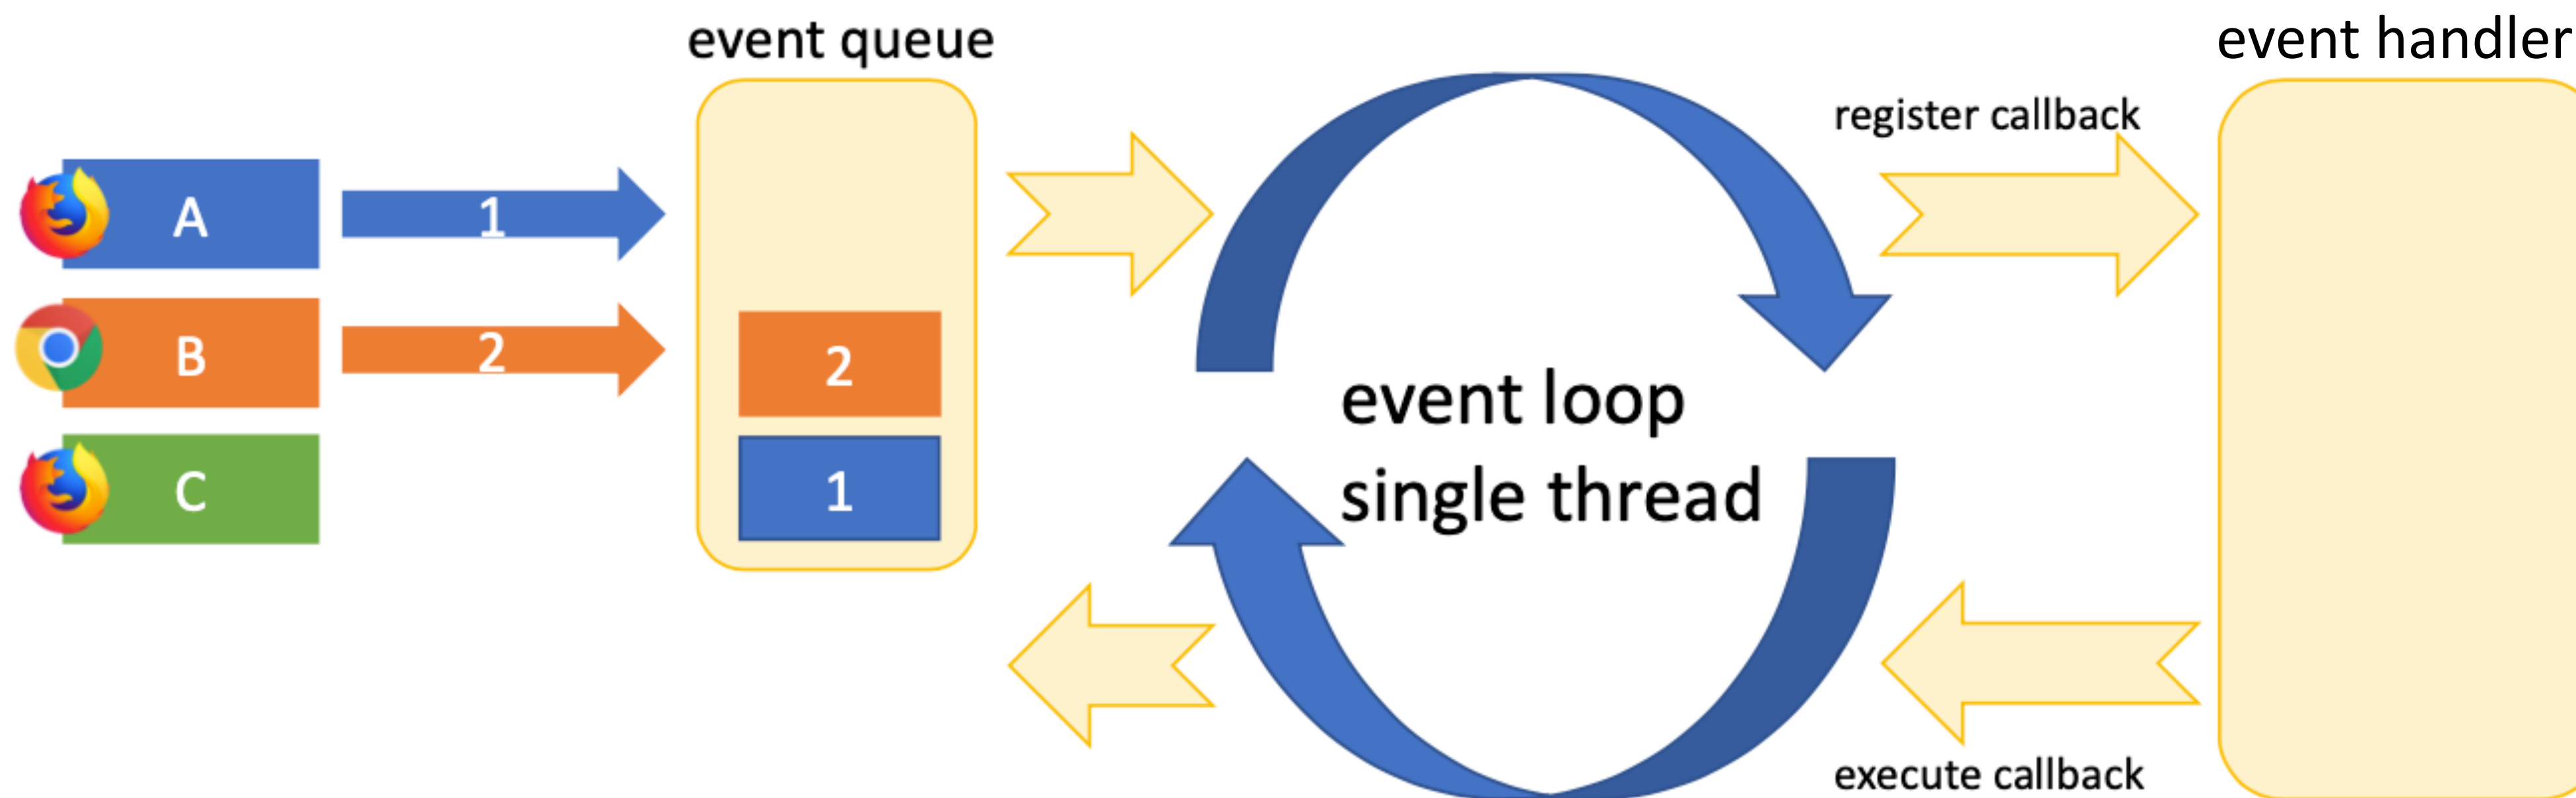 event queue
event handler
register callback
A
1
B
2
2
C
1
event loop
single thread
execute callback